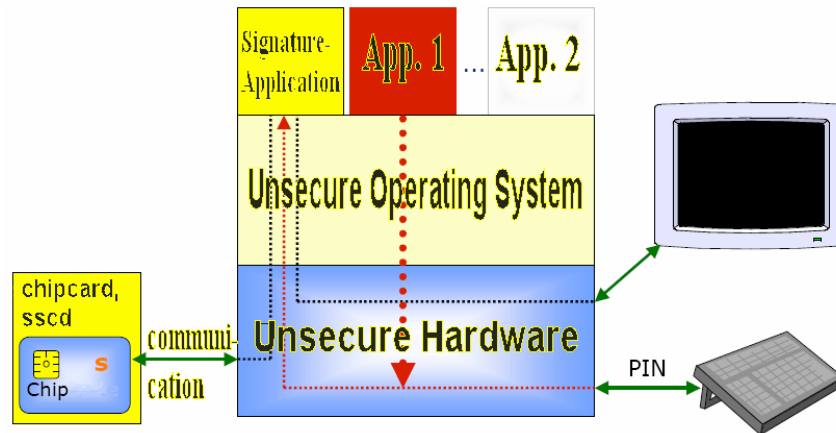 Signature-
Application
App. 1
...
App. 2
Unsecure Operating System
chipcard,
sscd
communi-
cation
S
Chip
Unsecure Hardware
PIN